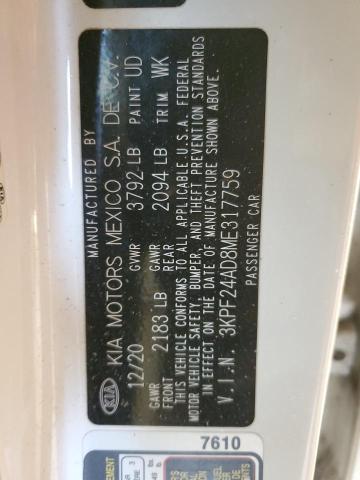 MANUFACTURED BY
KIA KIA MOTORS MEXICO S.A. DE C.V.
12/20 GVWR 3792-LB PAINT UD
GAWR FRONT 2183 LB GAWR REAR 2094 LB TRIM WK
THIS VEHICLE CONFORMS TO ALL APPLICABLE U.S.A. FEDERAL
MOTOR VEHICLE SAFETY, BUMPER, AND THEFT PREVENTION STANDARDS
IN EFFECT ON THE DATE OF MANUFACTURE SHOWN ABOVE.
V.I.N. 3KPF24AD8ME317759
PASSENGER CAR
7610